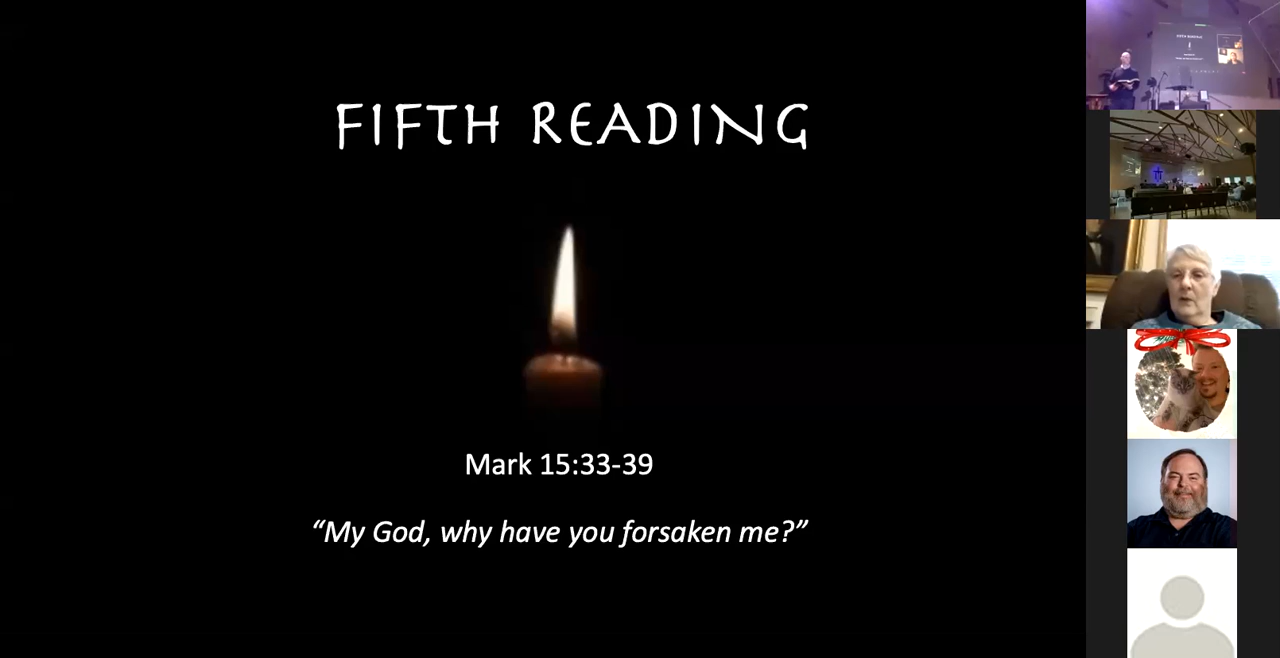 FIFTH READING
Mark 15:33-39
“My God, why have you forsaken me?”